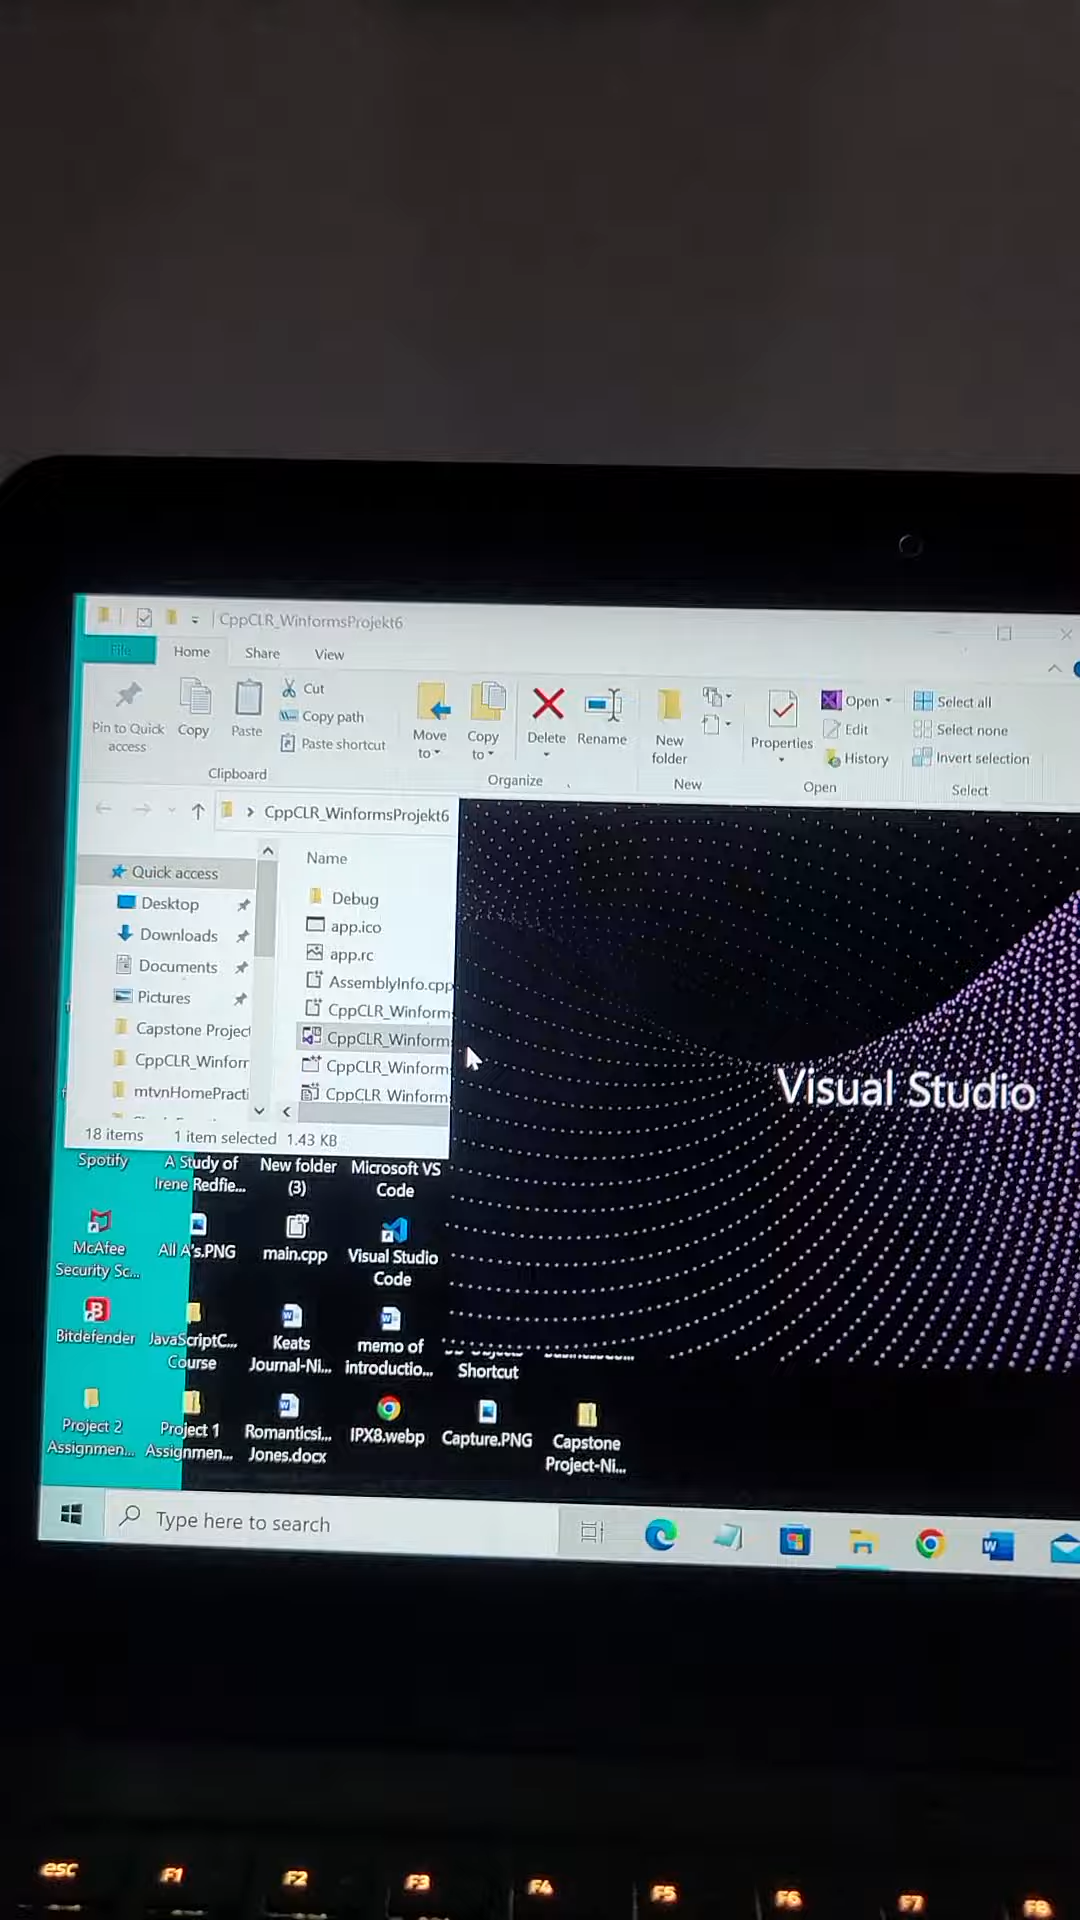 CppCLR_WinformsProjekt6
File Home Share View
Pin to Quick access
Copy
Paste
Cut
Copy path
Paste shortcut
Clipboard
Move to
Copy to
Delete
Rename
Organize
New folder
New
Properties
Open
Edit
History
Open
Select all
Select none
Invert selection
Select
CppCLR_WinformsProjekt6
Quick access
Desktop
Downloads
Documents
Pictures
Capstone Project
CppCLR_Winforr
mtvnHomePracti
Name
Debug
app.ico
app.rc
AssemblyInfo.cpp
CppCLR_Winform
CppCLR_Winform
CppCLR_Winform
CppCLR_Winform
18 items 1 item selected 1.43 KB
Visual Studio
Spotify
A Study of
Irene Redfie...
New folder
(3)
Microsoft VS
Code
McAfee
Security Sc...
All A's.PNG
main.cpp
Visual Studio
Code
Bitdefender
JavaScriptC...
Course
Keats
Journal-Ni...
memo of
introductio...
Shortcut
Project 2
Assignmen...
Project 1
Assignmen...
Romanticsi...
Jones.docx
IPX8.webp
Capture.PNG
Capstone
Project-Ni...
Type here to search
esc F1 F2 F3 F4 F5 F6 F7 F8